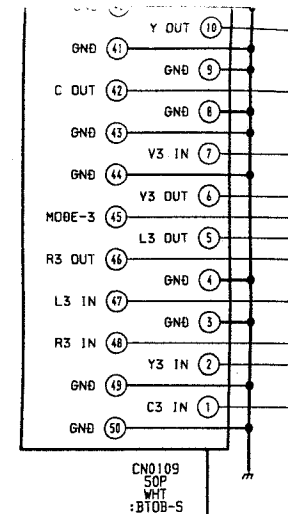 Y OUT 10
GND 41
GND 9
C OUT 42
GND 8
GND 43
V3 IN 7
GND 44
V3 OUT 6
MODE-3 45
L3 OUT 5
R3 OUT 46
GND 4
L3 IN 47
GND 3
R3 IN 48
Y3 IN 2
GND 49
C3 IN 1
GND 50
CN0109
50P
WHT
:BTOB-S